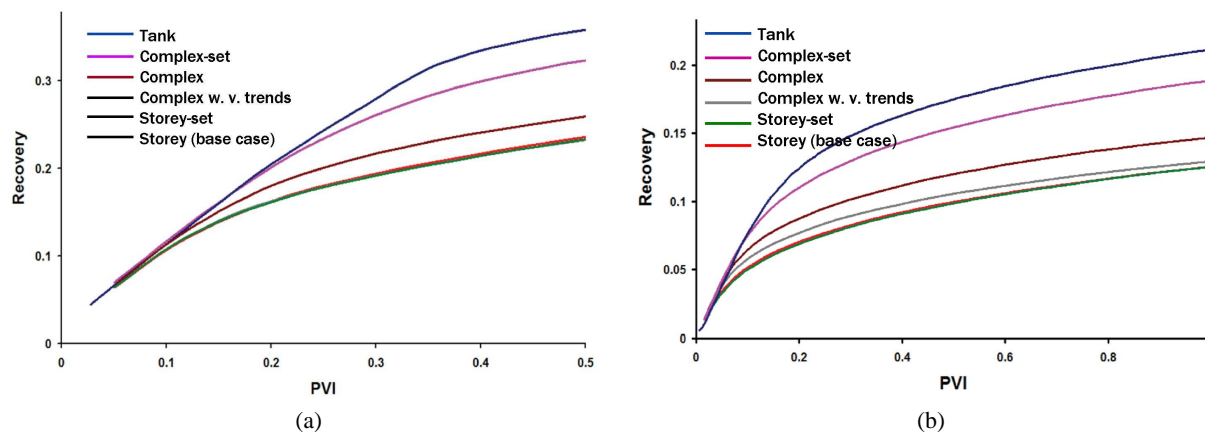 Tank
Complex-set
Complex
Complex w. v. trends
Storey-set
Storey (base case)
0.3
0.2
0.1
0
Recovery
0 0.1 0.2 0.3 0.4 0.5
PVI
(a)
Tank
Complex-set
Complex
Complex w. v. trends
Storey-set
Storey (base case)
0.2
0.15
0.1
0.05
0
Recovery
0 0.2 0.4 0.6 0.8
PVI
(b)